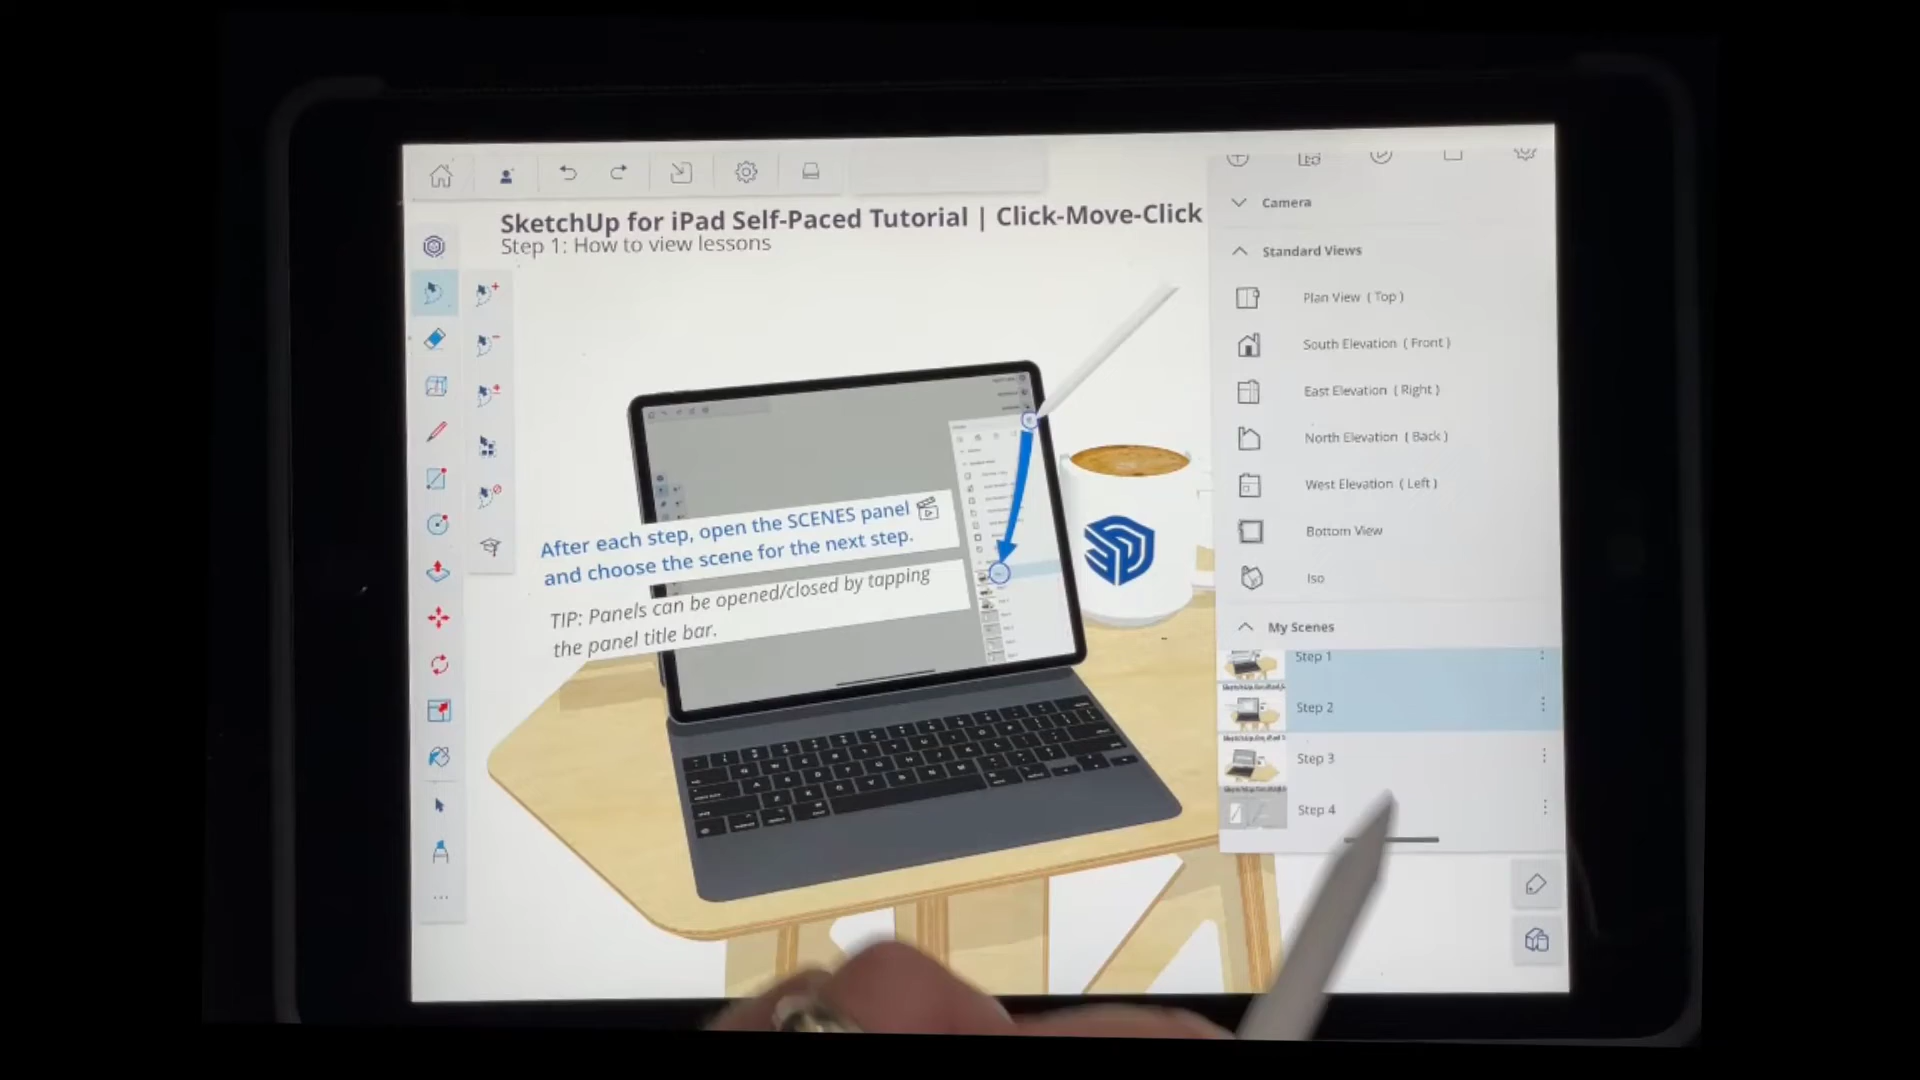 SketchUp for iPad Self-Paced Tutorial | Click-Move-Click
Step 1: How to view lessons
After each step, open the SCENES panel
and choose the scene for the next step.
TIP: Panels can be opened/closed by tapping
the panel title bar.
Camera
Standard Views
Plan View ( Top )
South Elevation ( Front )
East Elevation ( Right )
North Elevation ( Back )
West Elevation ( Left )
Bottom View
Iso
My Scenes
Step 1
Step 2
Step 3
Step 4